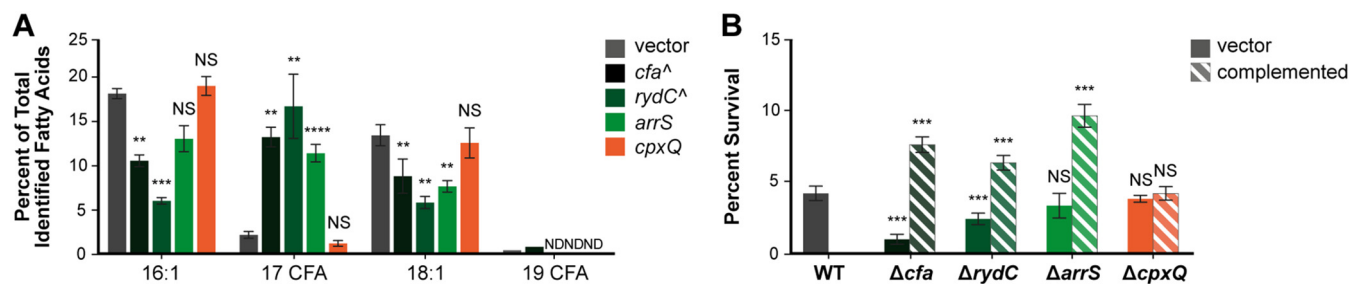 A
Percent of Total
Identified Fatty Acids
25
20
15
10
5
0
** *** NS NS
** ** **** NS
** ** ** NS
NDNDND
16:1 17 CFA 18:1 19 CFA
vector
cfa^
rydC^
arrS
cpxQ
B
Percent Survival
15
10
5
0
*** ***
*** ***
NS ***
NS NS
WT Δcfa ΔrydC ΔarrS ΔcpxQ
vector
complemented